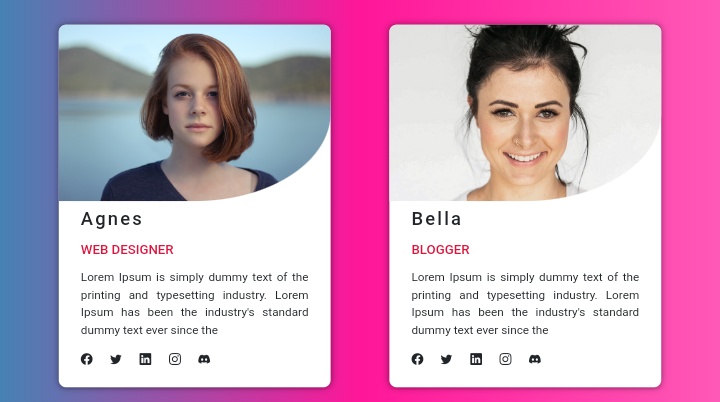 Agnes
WEB DESIGNER
Lorem Ipsum is simply dummy text of the
printing and typesetting industry. Lorem
Ipsum has been the industry's standard
dummy text ever since the
Bella
BLOGGER
Lorem Ipsum is simply dummy text of the
printing and typesetting industry. Lorem
Ipsum has been the industry's standard
dummy text ever since the